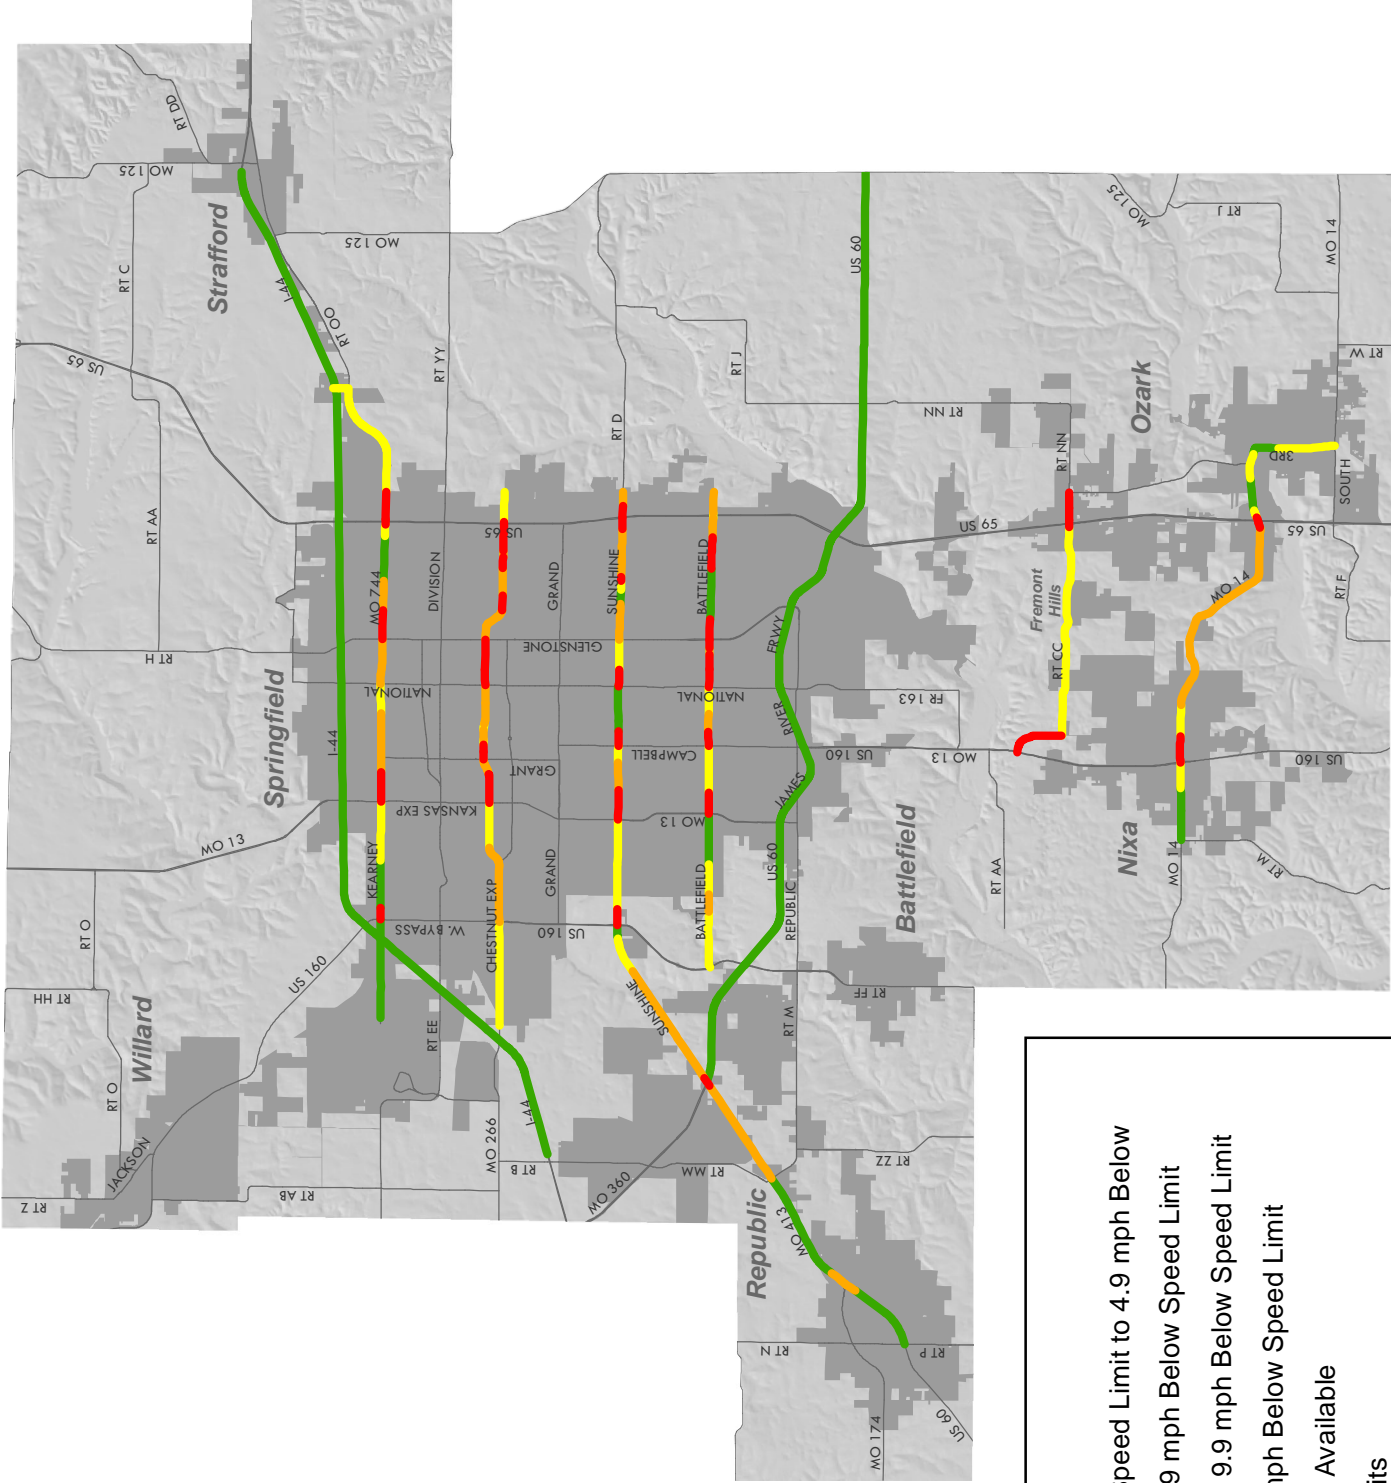 RT DD
MO 125
RT C
Strafford
MO 125
I-44
RT OO
US 65
RT YY
RT AA
RT H
US 60
MO 125
RT J
MO 14
RT J
RT D
RT NN
RT W
Ozark
RT NN
3RD
SOUTH
US 65
US 65
US 65
MO 744
DIVISION
GRAND
SUNSHINE
BATTLEFIELD
GLENSTONE
FRWY
Fremont
Hills
MO 14
RT F
Springfield
NATIONAL
NATIONAL
FR 163
RT CC
I-44
RIVER
CAMPBELL
GRANT
US 160
MO 13
US 160
KANSAS EXP
MO 13
JAMES
MO 13
KEARNEY
GRAND
US 60
Battlefield
RT AA
Nixa
MO 14
RT M
RT O
W. BYPASS
CHESTNUT EXP
US 160
BATTLEFIELD
REPUBLIC
RT HH
US 160
SUNSHINE
RT FF
Willard
RT EE
RT M
RT O
JACKSON
MO 266
I-44
RT B
RT AB
RT Z
MO 360
RT MM
RT ZZ
Republic
MO 413
RT N
RT P
MO 174
US 60
peed Limit to 4.9 mph Below
9 mph Below Speed Limit
9.9 mph Below Speed Limit
mph Below Speed Limit
Available
its